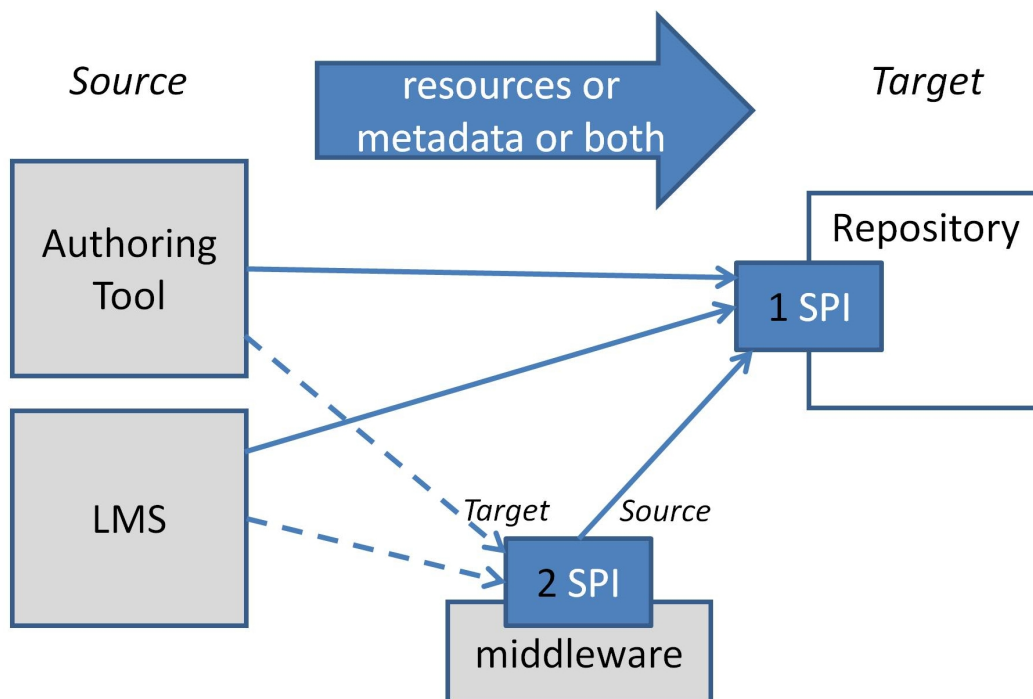 Source
resources or
metadata or both
Target
Authoring
Tool
Repository
1 SPI
LMS
Target
Source
2 SPI
middleware